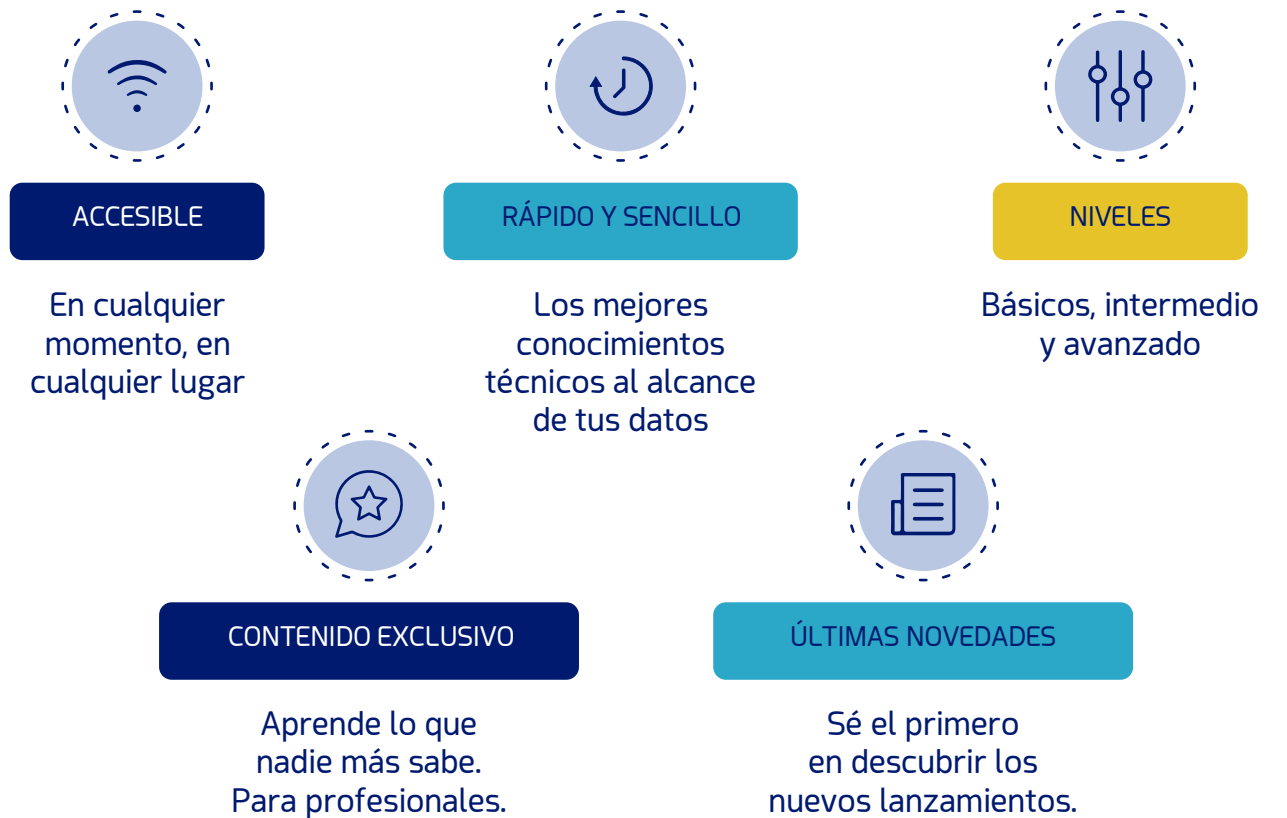 ACCESIBLE
En cualquier
momento, en
cualquier lugar
RÁPIDO Y SENCILLO
Los mejores
conocimientos
técnicos al alcance
de tus datos
NIVELES
Básicos, intermedio
y avanzado
CONTENIDO EXCLUSIVO
Aprende lo que
nadie más sabe.
Para profesionales.
ÚLTIMAS NOVEDADES
Sé el primero
en descubrir los
nuevos lanzamientos.